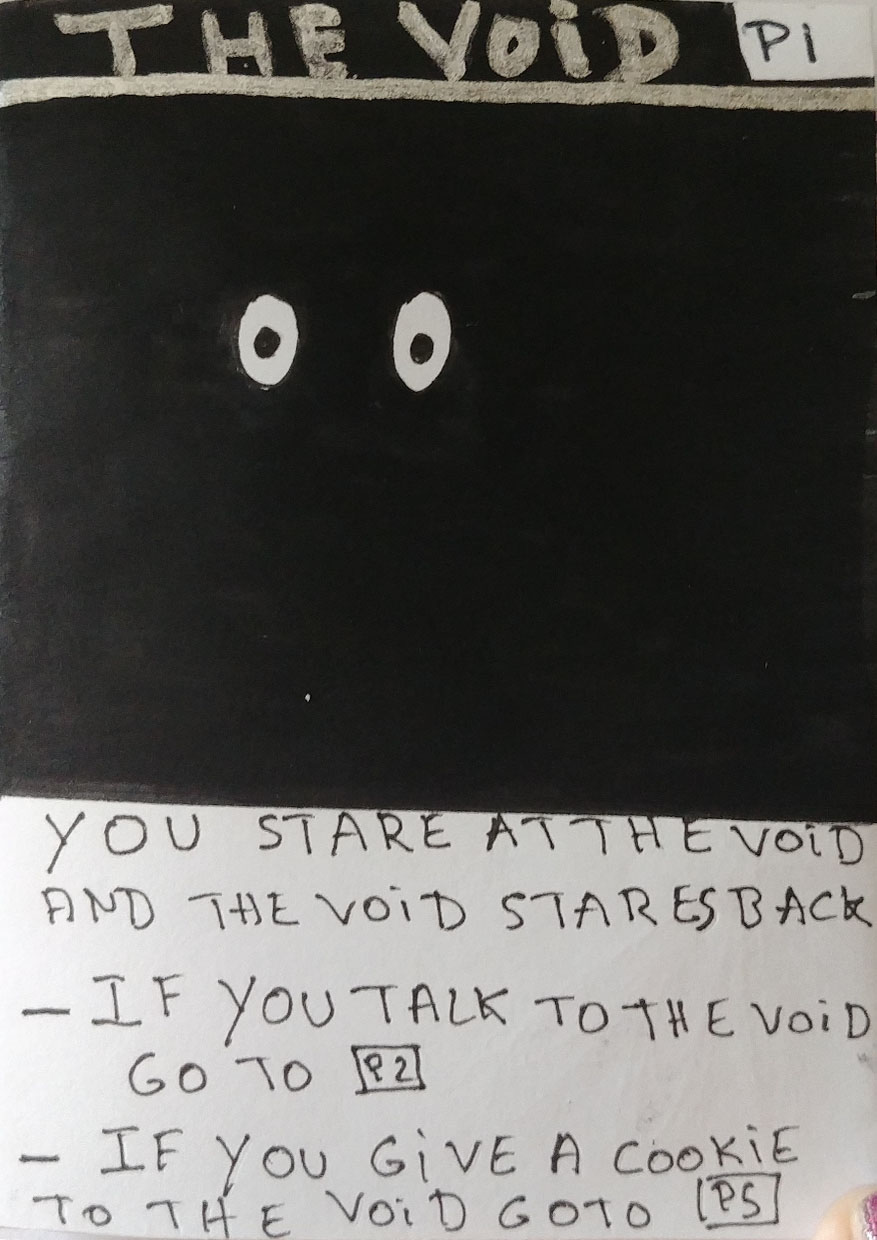 THE VOiD P1
YOU STARE AT THE VOiD
AND THE VOiD STARES BACK
- IF YOU TALK TO THE VOiD
GO TO P2
- IF YOU GiVE A COOKiE
TO THE VOiD GO TO P5